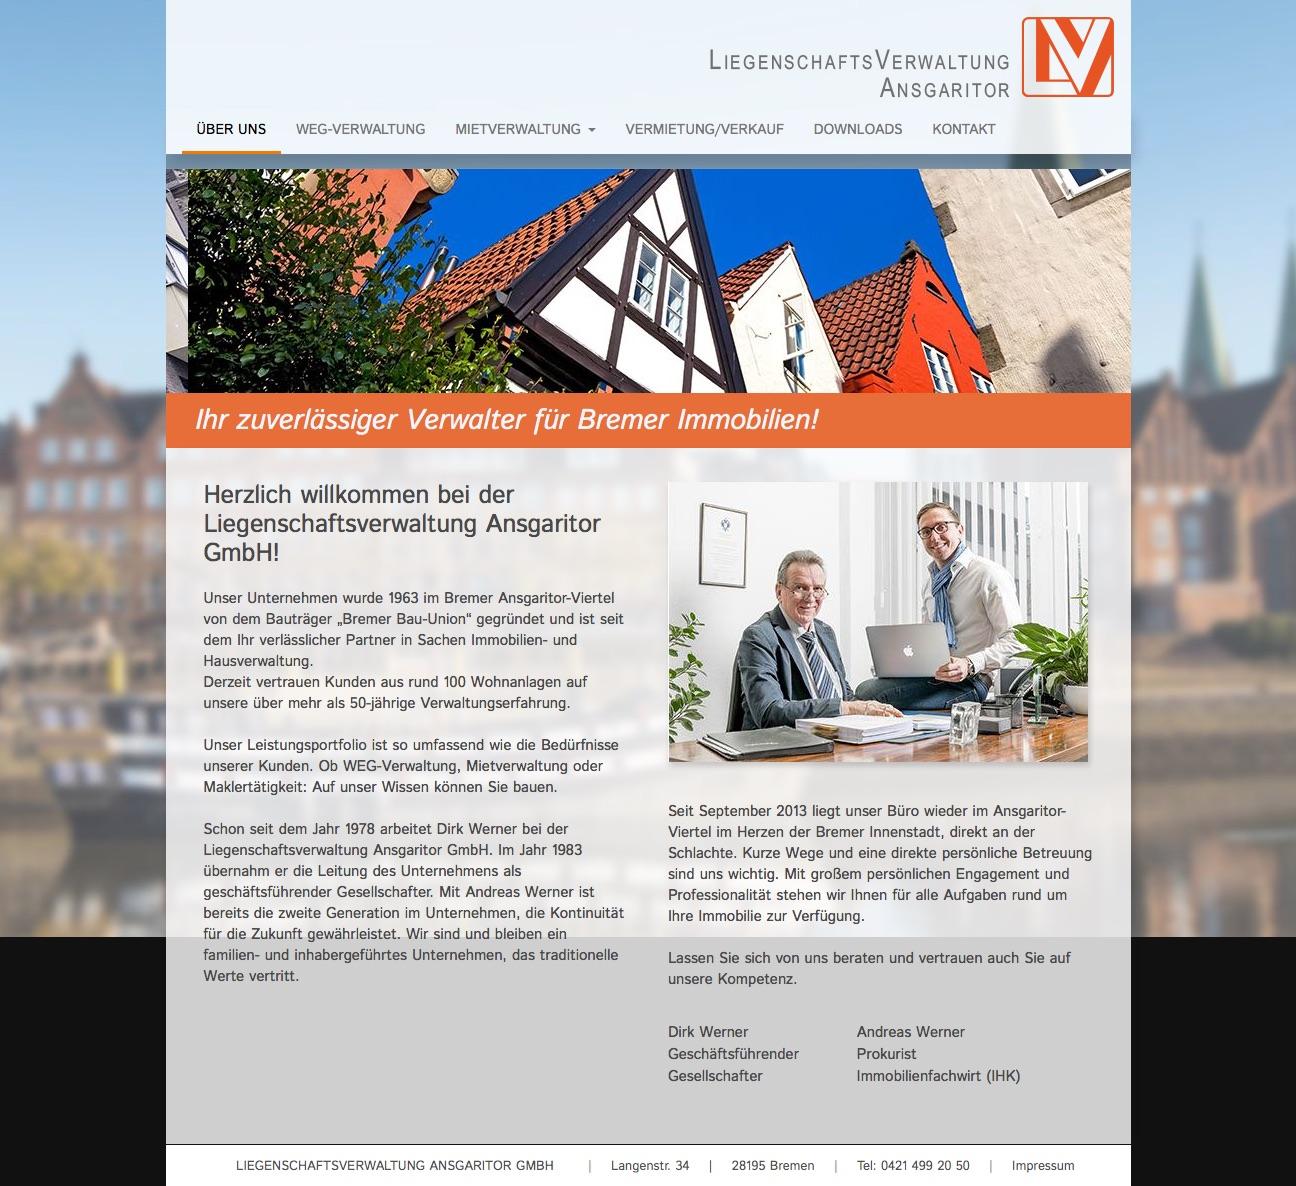 LIEGENSCHAFTSVERWALTUNG
ANSGARITOR
LV
ÜBER UNS WEG-VERWALTUNG MIETVERWALTUNG VERMIETUNG/VERKAUF DOWNLOADS KONTAKT
Ihr zuverlässiger Verwalter für Bremer Immobilien!
Herzlich willkommen bei der
Liegenschaftsverwaltung Ansgaritor
GmbH!
Unser Unternehmen wurde 1963 im Bremer Ansgaritor-Viertel
von dem Bauträger „Bremer Bau-Union“ gegründet und ist seit
dem Ihr verlässlicher Partner in Sachen Immobilien- und
Hausverwaltung.
Derzeit vertrauen Kunden aus rund 100 Wohnanlagen auf
unsere über mehr als 50-jährige Verwaltungserfahrung.
Unser Leistungsportfolio ist so umfassend wie die Bedürfnisse
unserer Kunden. Ob WEG-Verwaltung, Mietverwaltung oder
Maklertätigkeit: Auf unser Wissen können Sie bauen.
Schon seit dem Jahr 1978 arbeitet Dirk Werner bei der
Liegenschaftsverwaltung Ansgaritor GmbH. Im Jahr 1983
übernahm er die Leitung des Unternehmens als
geschäftsführender Gesellschafter. Mit Andreas Werner ist
bereits die zweite Generation im Unternehmen, die Kontinuität
für die Zukunft gewährleistet. Wir sind und bleiben ein
familien- und inhabergeführtes Unternehmen, das traditionelle
Werte vertritt.
Seit September 2013 liegt unser Büro wieder im Ansgaritor-
Viertel im Herzen der Bremer Innenstadt, direkt an der
Schlachte. Kurze Wege und eine direkte persönliche Betreuung
sind uns wichtig. Mit großem persönlichen Engagement und
Professionalität stehen wir Ihnen für alle Aufgaben rund um
Ihre Immobilie zur Verfügung.
Lassen Sie sich von uns beraten und vertrauen auch Sie auf
unsere Kompetenz.
Dirk Werner
Geschäftsführender
Gesellschafter
Andreas Werner
Prokurist
Immobilienfachwirt (IHK)
LIEGENSCHAFTSVERWALTUNG ANSGARITOR GMBH | Langenstr. 34 | 28195 Bremen | Tel: 0421 499 20 50 | Impressum